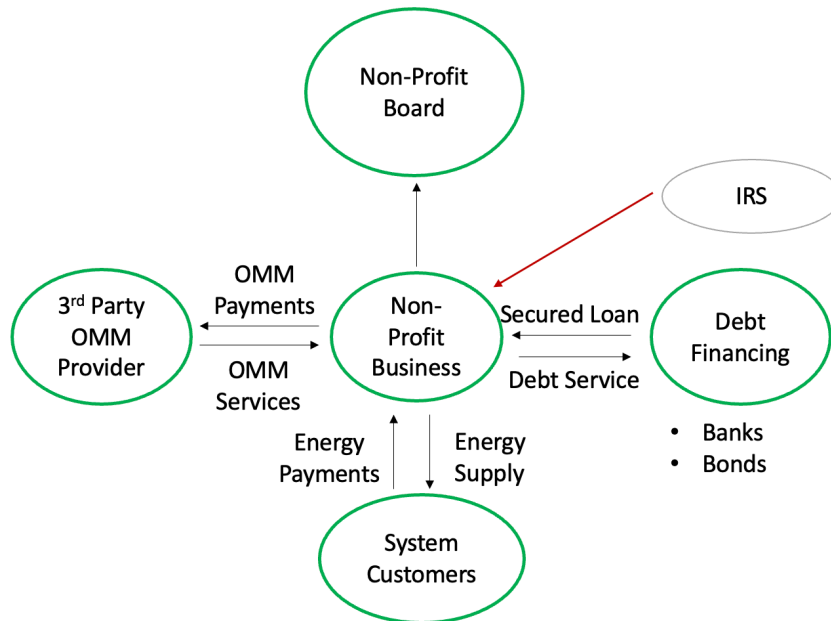 Non-Profit
Board
IRS
OMM
Payments
3rd Party
OMM
Provider
OMM
Services
Non-
Profit
Business
Secured Loan
Debt Service
Debt
Financing
• Banks
• Bonds
Energy
Payments
Energy
Supply
System
Customers